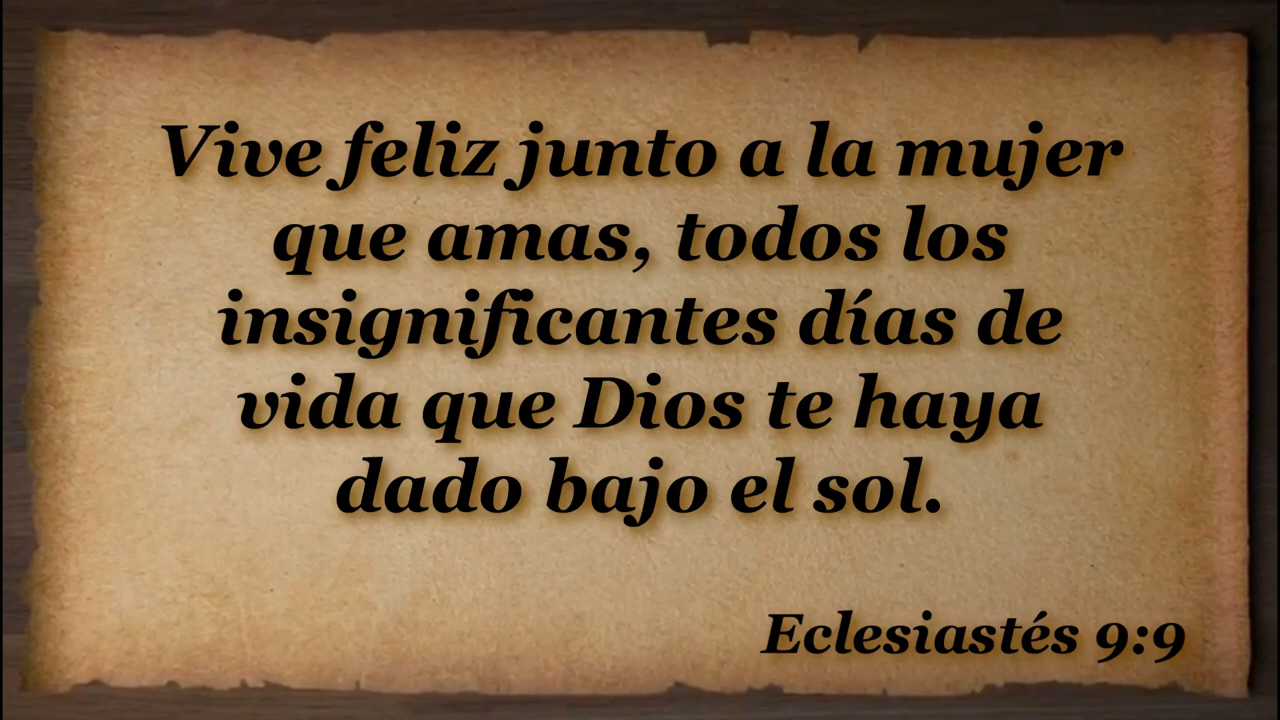 Vive feliz junto a la mujer
que amas, todos los
insignificantes días de
vida que Dios te haya
dado bajo el sol.
Eclesiastés 9:9